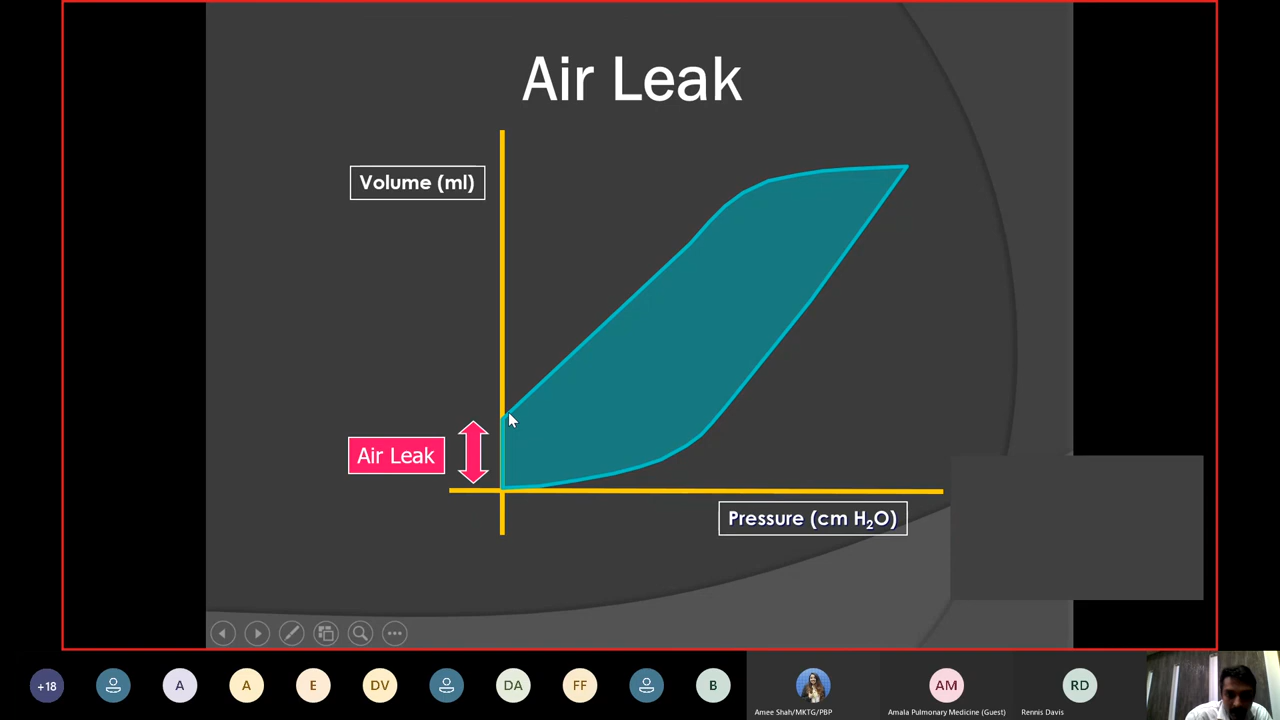 Air Leak
Volume (ml)
Air Leak
Pressure (cm H₂O)
+18
A
A
E
DV
DA
FF
B
AM
RD
Amee Shah/MKTG/PBP
Amala Pulmonary Medicine (Guest)
Rennis Davis